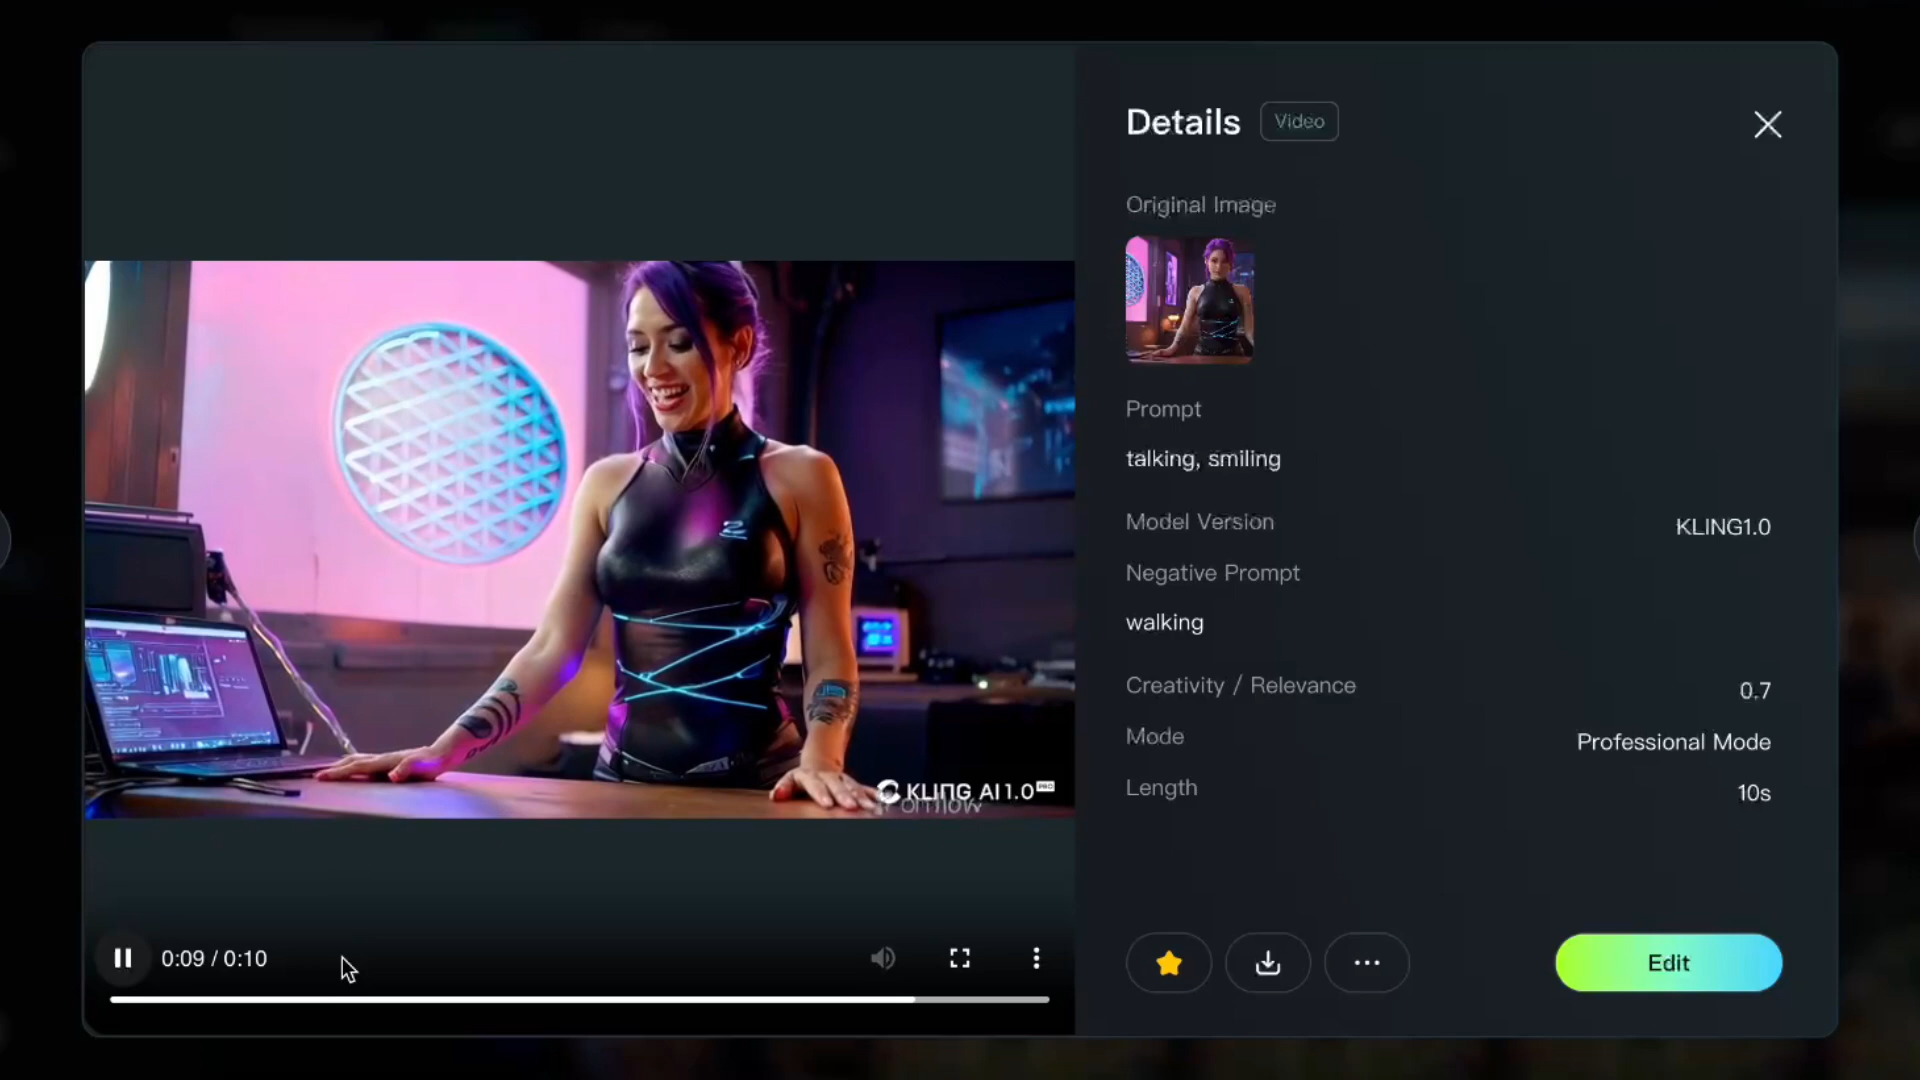 Details
Video
Original Image
Prompt
talking, smiling
Model Version
KLING1.0
Negative Prompt
walking
Creativity / Relevance
0.7
Mode
Professional Mode
Length
10s
KLING AI 1.0 PRO
0:09 / 0:10
Edit